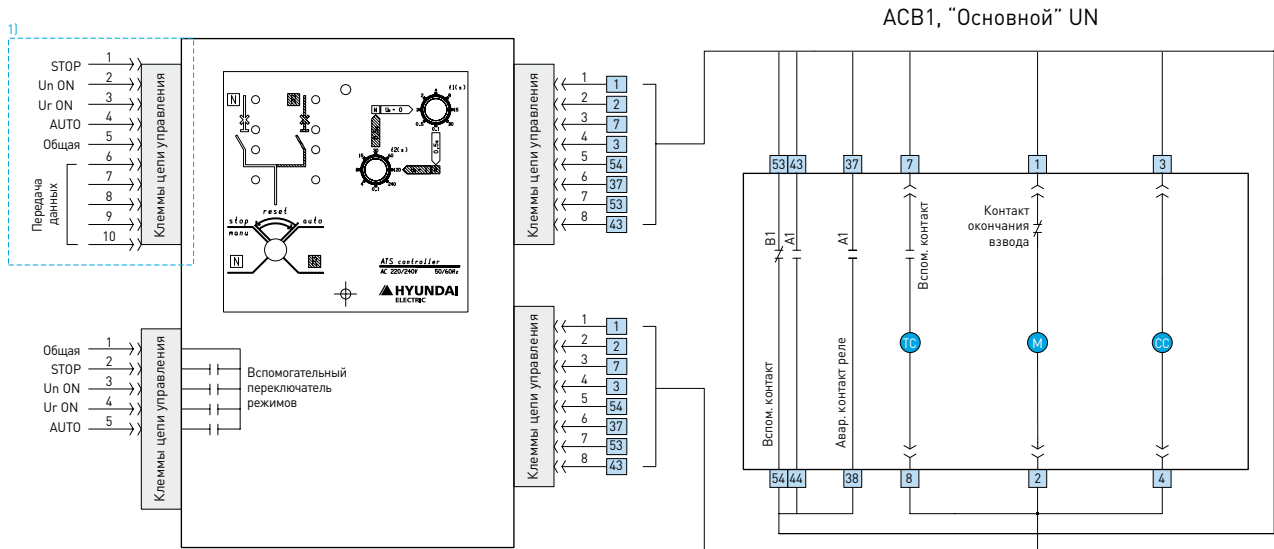 ACB1, “Основной” UN
1)
STOP 1
Un ON 2
Ur ON 3
AUTO 4
Общая 5
6
7
8
9
10
Передача данных
Клеммы цепи управления
N
R
f1(s)
N Un = 0
f2(s)
0,5s
reset
stop
auto
manu
N
R
ATS controller
AC 220/240V 50/60Hz
HYUNDAI
ELECTRIC
Клеммы цепи управления
1 1
2 2
3 7
4 3
5 54
6 37
7 53
8 43
Общая 1
STOP 2
Un ON 3
Ur ON 4
AUTO 5
Клеммы цепи управления
Вспомогательный
переключатель
режимов
Клеммы цепи управления
1 1
2 2
3 7
4 3
5 54
6 37
7 53
8 43
53 43 37 7 1 3
B1
A1
A1
Вспом. контакт
Контакт
окончания
взвода
TC
M
CC
Вспом. контакт
Авар. контакт реле
54 44 38 8 2 4